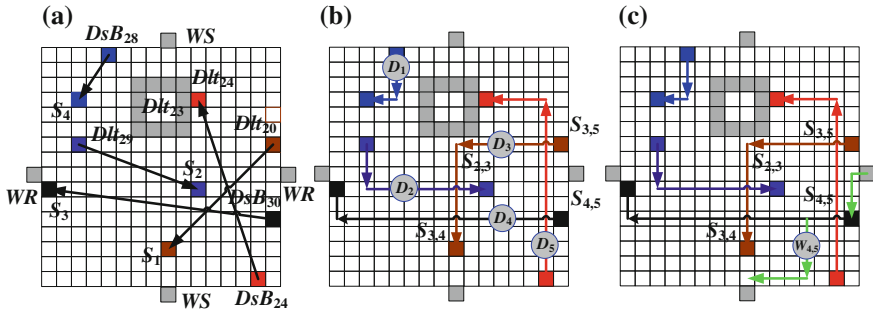 (a) (b) (c)
WS
DsB28
Dlt24
Dlt23
S4
D1
Dlt20
Dlt29
S3,5
S3,5
D3
S2
S2,3
S2,3
WR
S3
DsB30
WR
D2
S4,5
S4,5
S1
S3,4
D4
S3,4
D5
W4,5
DsB24
WS